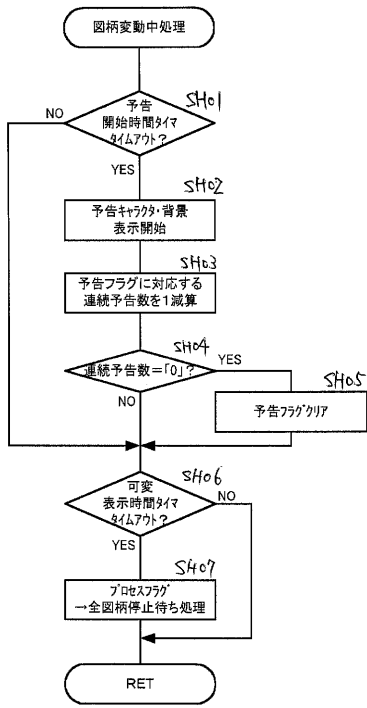 図柄変動中処理
SH01
予告
開始時間タイマ
タイムアウト?
NO
YES
SH02
予告キャラクタ・背景
表示開始
SH03
予告フラグに対応する
連続予告数を1減算
SH04
連続予告数=「0」?
YES
NO
SH05
予告フラグクリア
SH06
可変
表示時間タイマ
タイムアウト?
NO
YES
SH07
プロセスフラグ
→全図柄停止待ち処理
RET